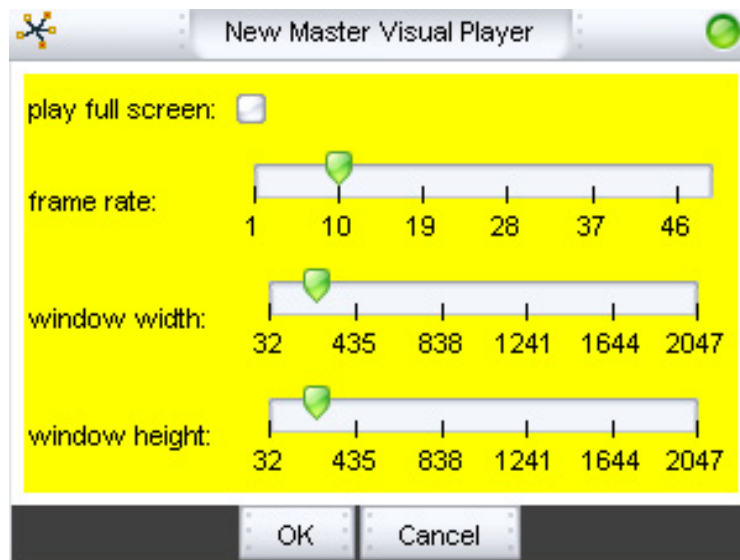 New Master Visual Player
play full screen:
frame rate:
1 10 19 28 37 46
window width:
32 435 838 1241 1644 2047
window height:
32 435 838 1241 1644 2047
OK Cancel